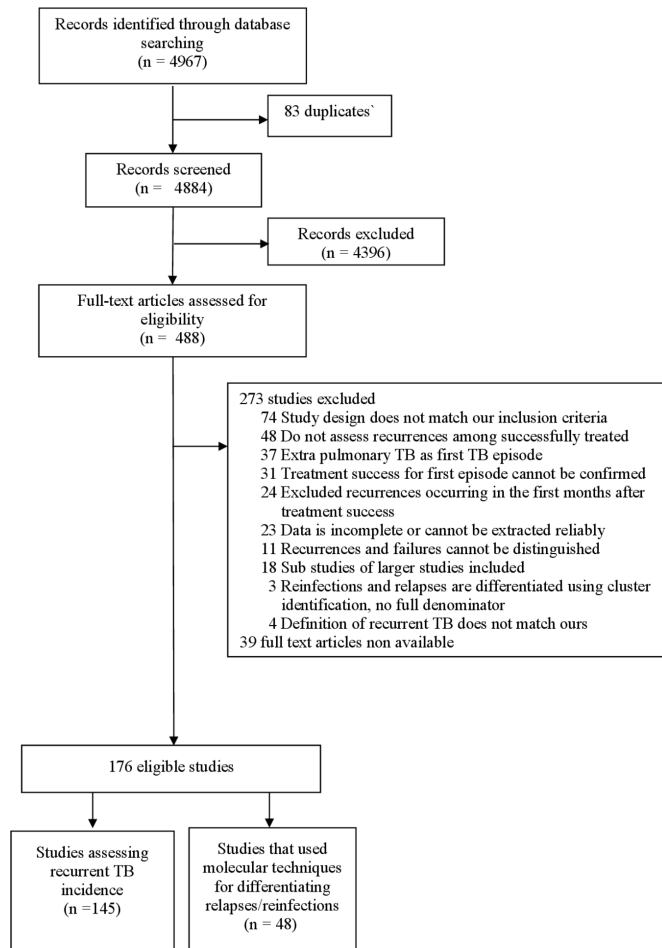 Records identified through database
searching
(n = 4967)
83 duplicates`
Records screened
(n = 4884)
Records excluded
(n = 4396)
Full-text articles assessed for
eligibility
(n = 488)
273 studies excluded
74 Study design does not match our inclusion criteria
48 Do not assess recurrences among successfully treated
37 Extra pulmonary TB as first TB episode
31 Treatment success for first episode cannot be confirmed
24 Excluded recurrences occurring in the first months after
treatment success
23 Data is incomplete or cannot be extracted reliably
11 Recurrences and failures cannot be distinguished
18 Sub studies of larger studies included
3 Reinfections and relapses are differentiated using cluster
identification, no full denominator
4 Definition of recurrent TB does not match ours
39 full text articles non available
176 eligible studies
Studies assessing
recurrent TB
incidence
(n =145)
Studies that used
molecular techniques
for differentiating
relapses/reinfections
(n = 48)